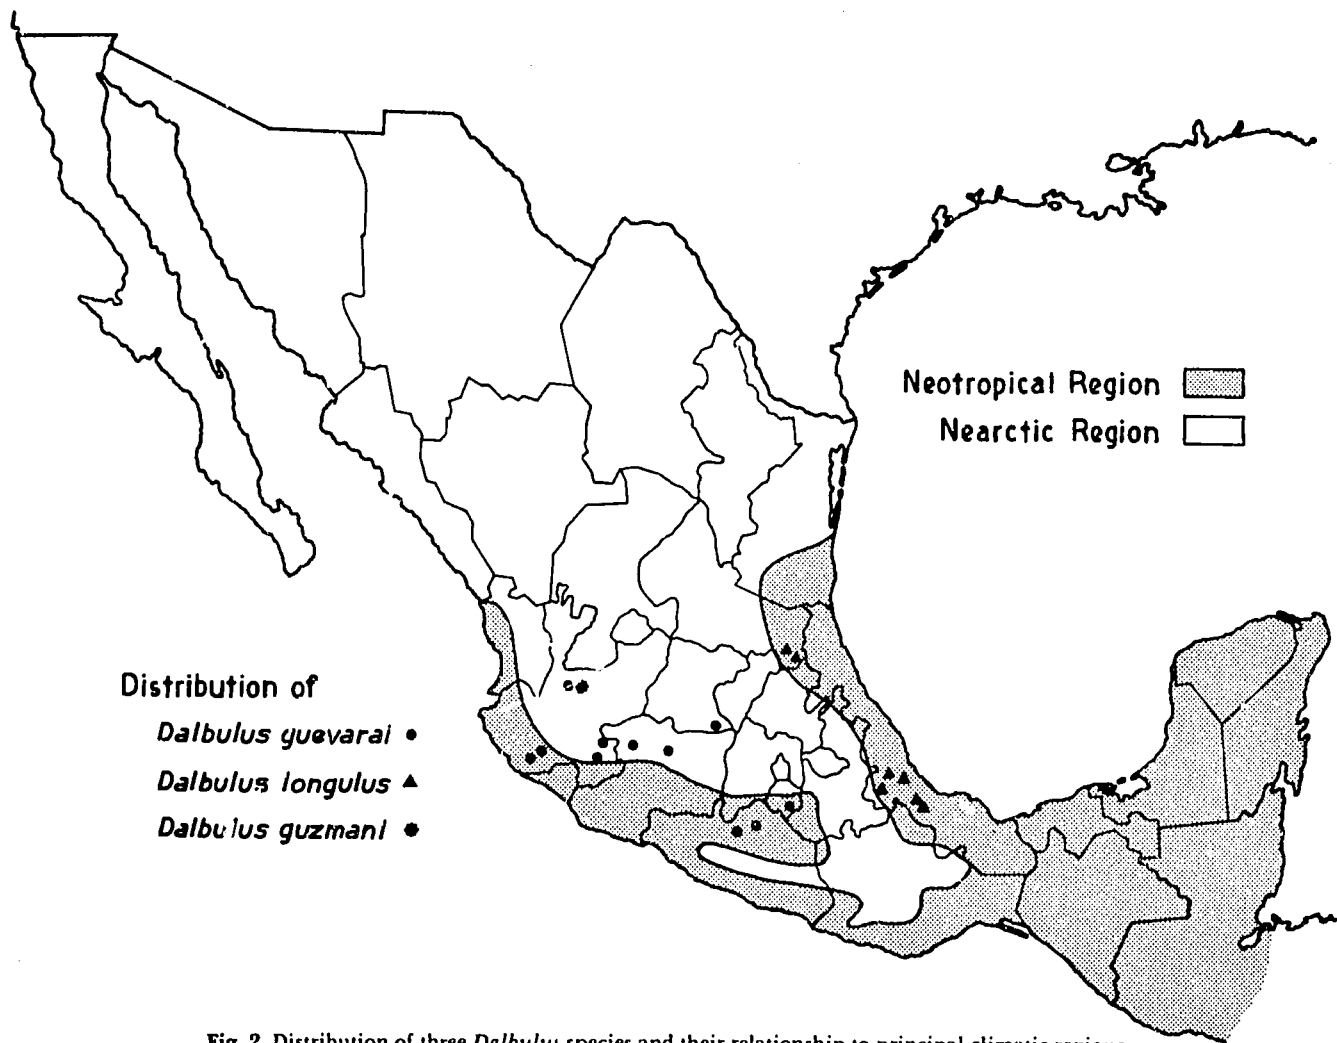 Neotropical Region
Nearctic Region
Distribution of
Dalbulus guevarai
Dalbulus longulus
Dalbulus guzmani
Fig. 2. Distribution of three Dalbulus species and their relationship to principal climatic regions